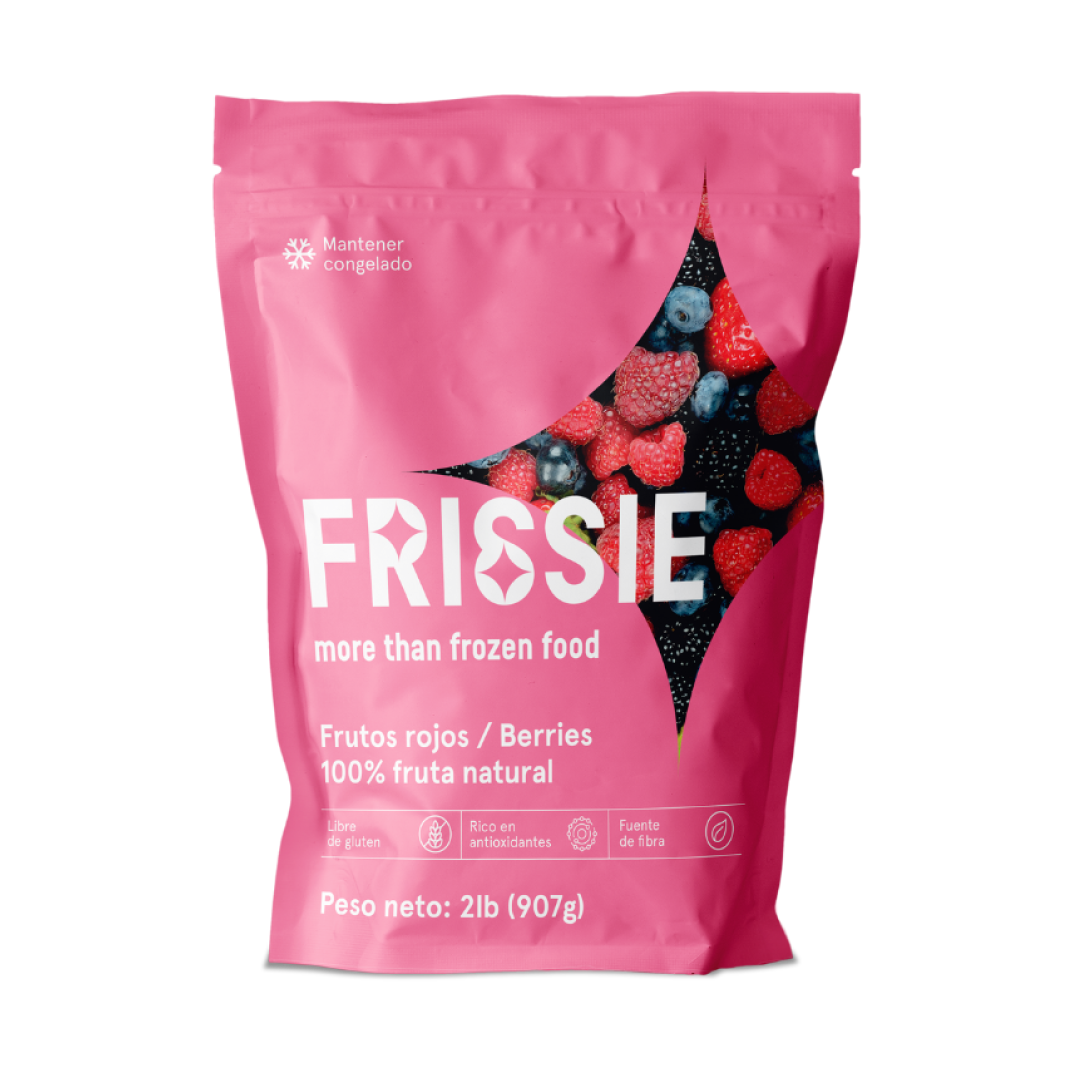 Mantener
congelado
FRISSIE
more than frozen food
Frutos rojos / Berries
100% fruta natural
Libre
de gluten
Rico en
antioxidantes
Fuente
de fibra
Peso neto: 2lb (907g)